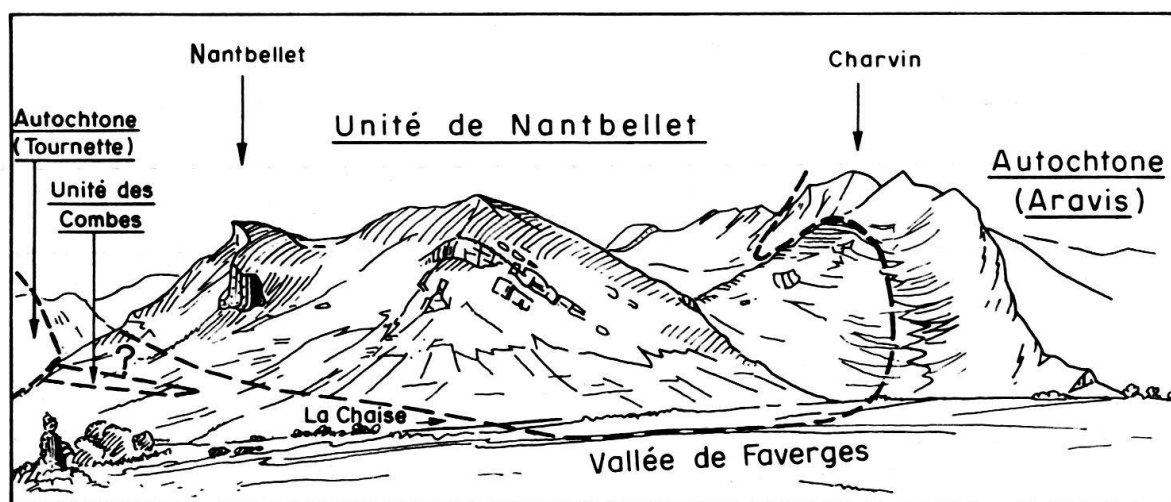 Nantbellet
Charvin
Autochtone
(Tournette)
Unité de Nantbellet
Autochtone
(Aravis)
Unité des
Combes
?
La Chaise
Vallée de Faverges